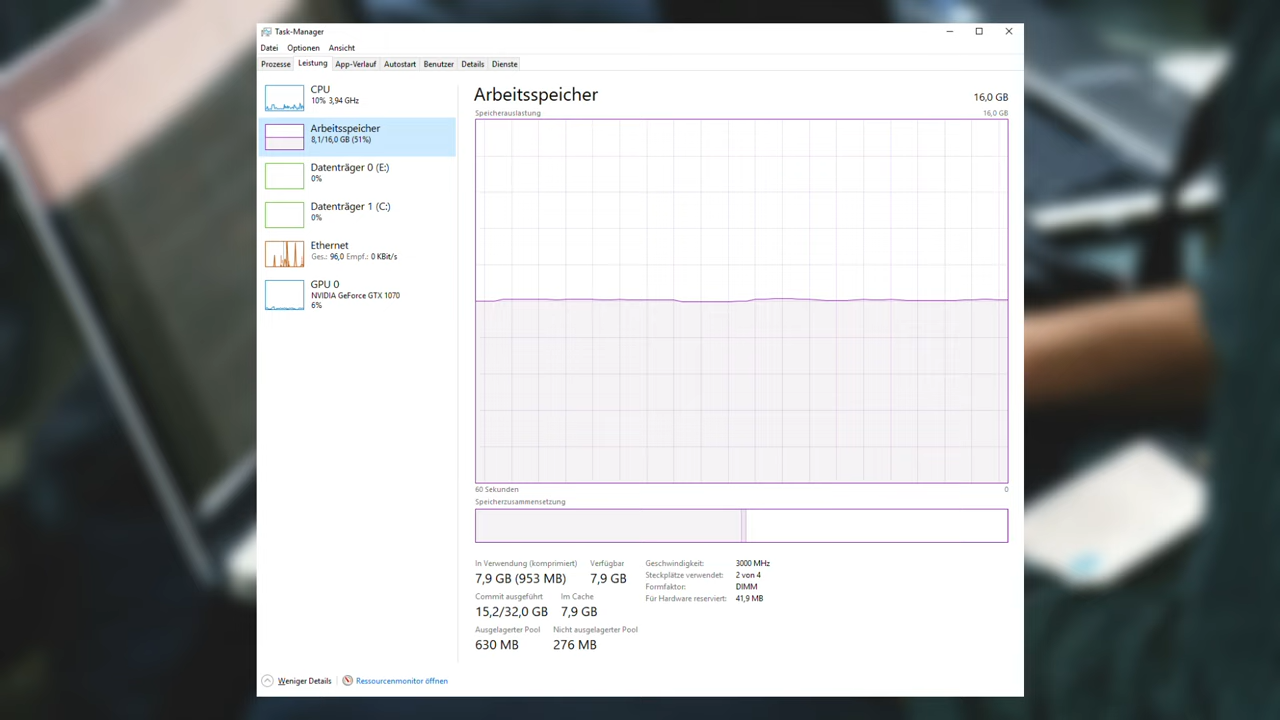 Task-Manager
Datei Optionen Ansicht
Prozesse Leistung App-Verlauf Autostart Benutzer Details Dienste
CPU
10% 3,94 GHz
Arbeitsspeicher
8,1/16,0 GB (51%)
Datenträger 0 (E:)
0%
Datenträger 1 (C:)
0%
Ethernet
Ges.: 96,0 Empf.: 0 KBit/s
GPU 0
NVIDIA GeForce GTX 1070
6%
Arbeitsspeicher 16,0 GB
Speicherauslastung 16,0 GB
60 Sekunden 0
Speicherzusammensetzung
In Verwendung (komprimiert) Verfügbar
7,9 GB (953 MB) 7,9 GB
Commit ausgeführt Im Cache
15,2/32,0 GB 7,9 GB
Ausgelagerter Pool Nicht ausgelagerter Pool
630 MB 276 MB
Geschwindigkeit: 3000 MHz
Steckplätze verwendet: 2 von 4
Formfaktor: DIMM
Für Hardware reserviert: 41,9 MB
Weniger Details Ressourcenmonitor öffnen